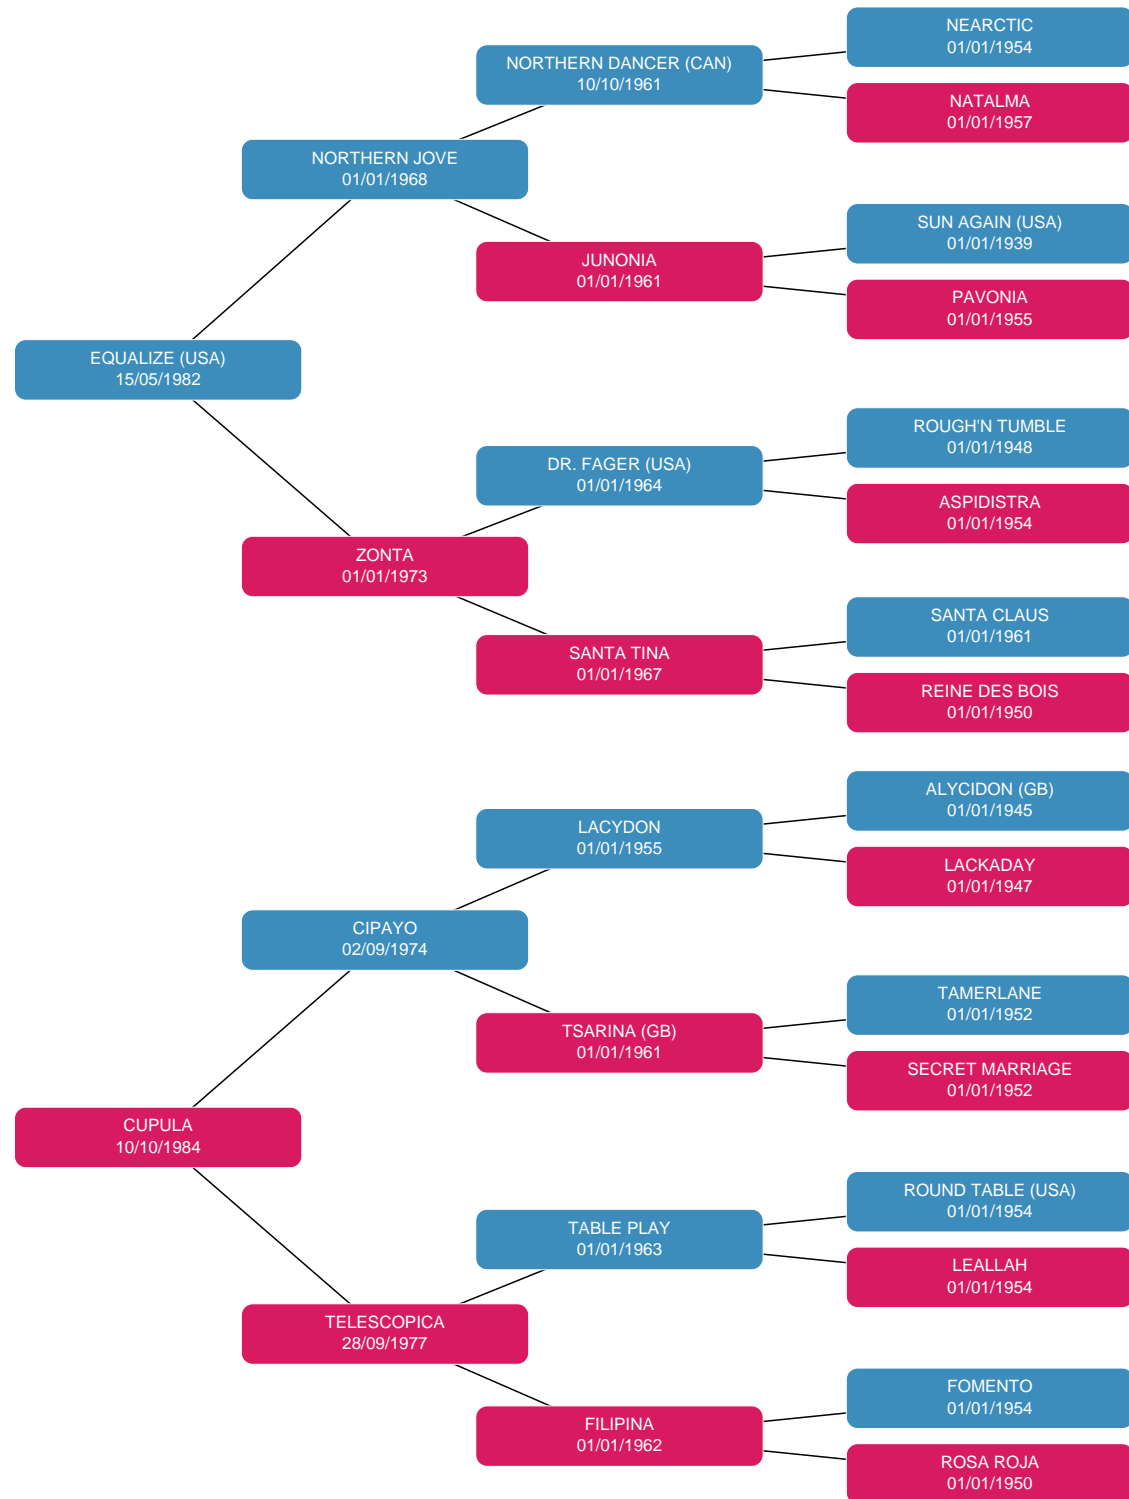 NEARCTIC
01/01/1954
NORTHERN DANCER (CAN)
10/10/1961
NATALMA
01/01/1957
NORTHERN JOVE
01/01/1968
SUN AGAIN (USA)
01/01/1939
JUNONIA
01/01/1961
PAVONIA
01/01/1955
EQUALIZE (USA)
15/05/1982
ROUGH'N TUMBLE
01/01/1948
DR. FAGER (USA)
01/01/1964
ASPIDISTRA
01/01/1954
ZONTA
01/01/1973
SANTA CLAUS
01/01/1961
SANTA TINA
01/01/1967
REINE DES BOIS
01/01/1950
ALYCIDON (GB)
01/01/1945
LACYDON
01/01/1955
LACKADAY
01/01/1947
CIPAYO
02/09/1974
TAMERLANE
01/01/1952
TSARINA (GB)
01/01/1961
SECRET MARRIAGE
01/01/1952
CUPULA
10/10/1984
ROUND TABLE (USA)
01/01/1954
TABLE PLAY
01/01/1963
LEALLAH
01/01/1954
TELESCOPICA
28/09/1977
FOMENTO
01/01/1954
FILIPINA
01/01/1962
ROSA ROJA
01/01/1950